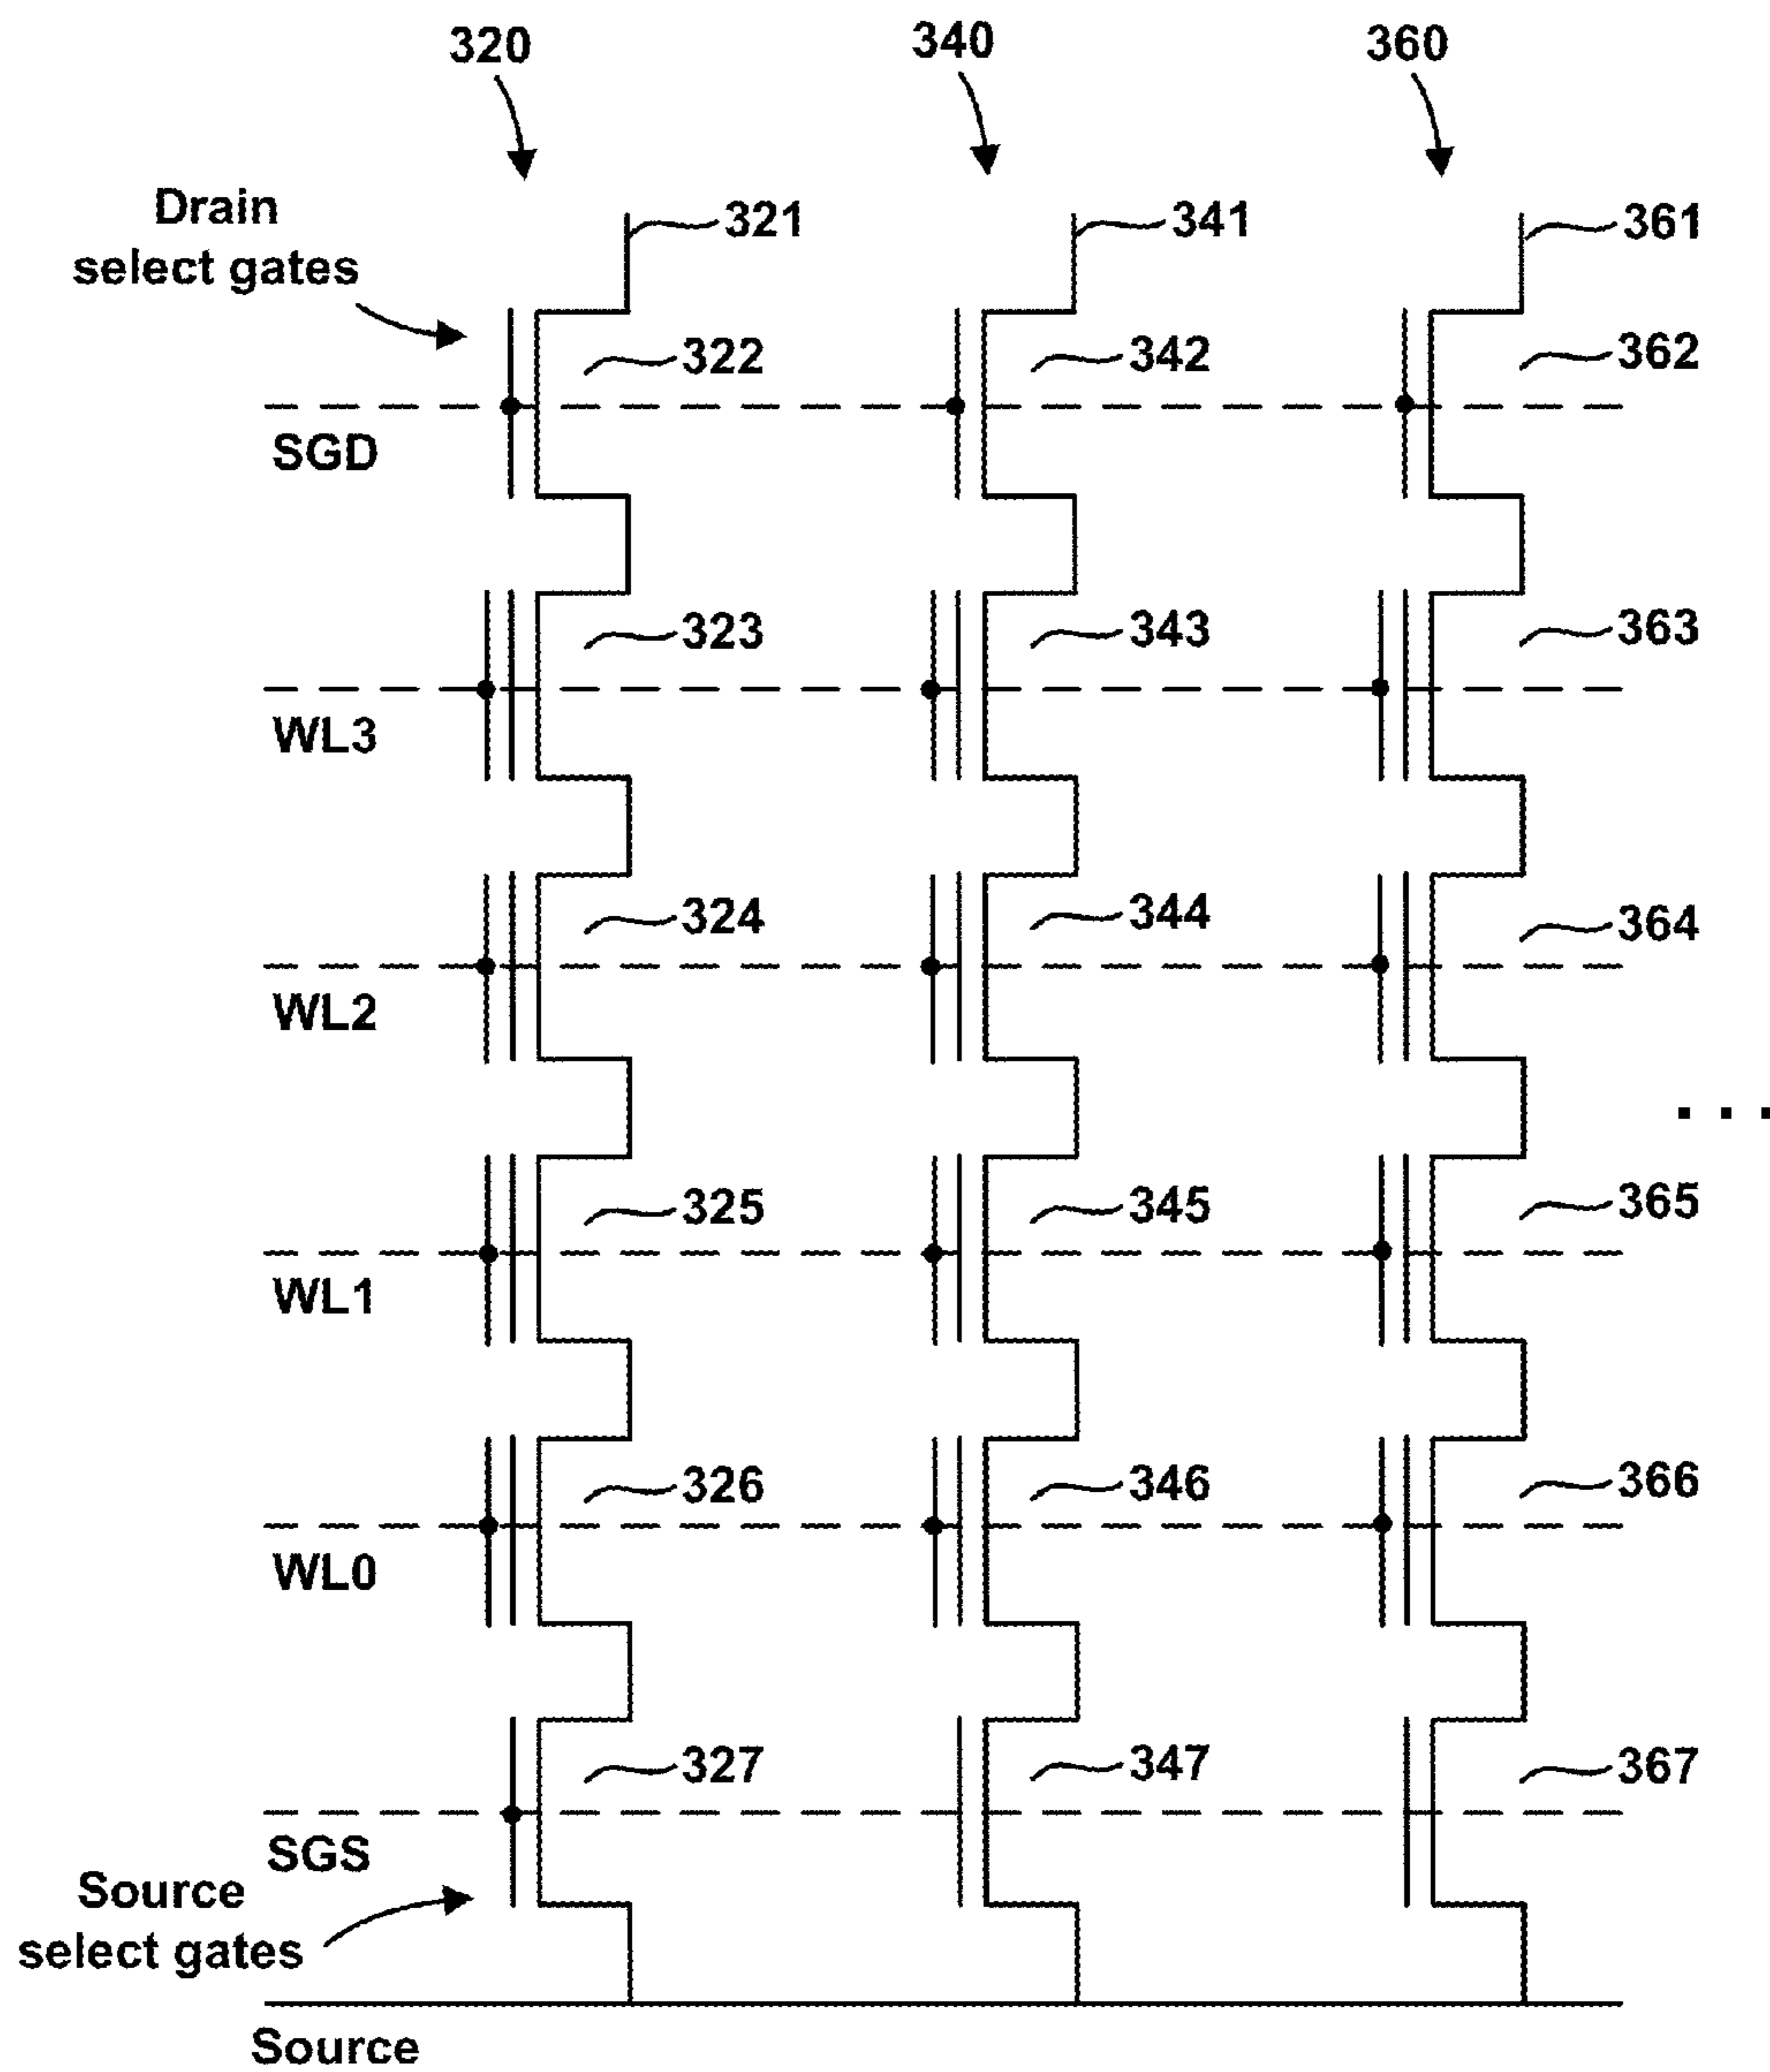 320 340 360
Drain
select gates
321 341 361
322 342 362
SGD
323 343 363
WL3
324 344 364
WL2
325 345 365
. . .
WL1
326 346 366
WL0
327 347 367
SGS
Source
select gates
Source